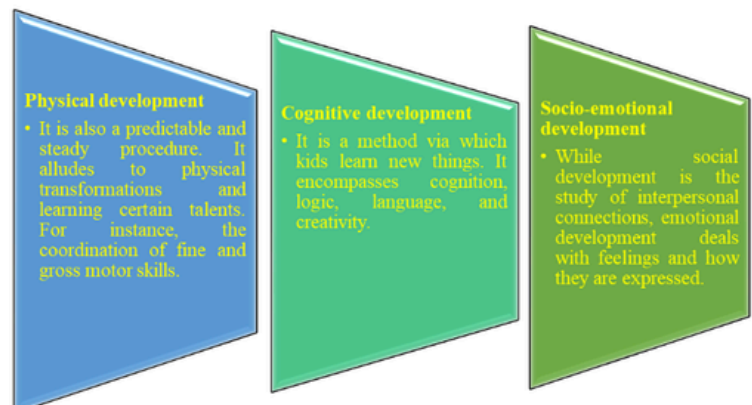 Physical development
• It is also a predictable and
steady procedure. It
alludes to physical
transformations and
learning certain talents.
For instance, the
coordination of fine and
gross motor skills.
Cognitive development
• It is a method via which
kids learn new things. It
encompasses cognition,
logic, language, and
creativity.
Socio-emotional
development
• While social
development is the
study of interpersonal
connections, emotional
development deals
with feelings and how
they are expressed.